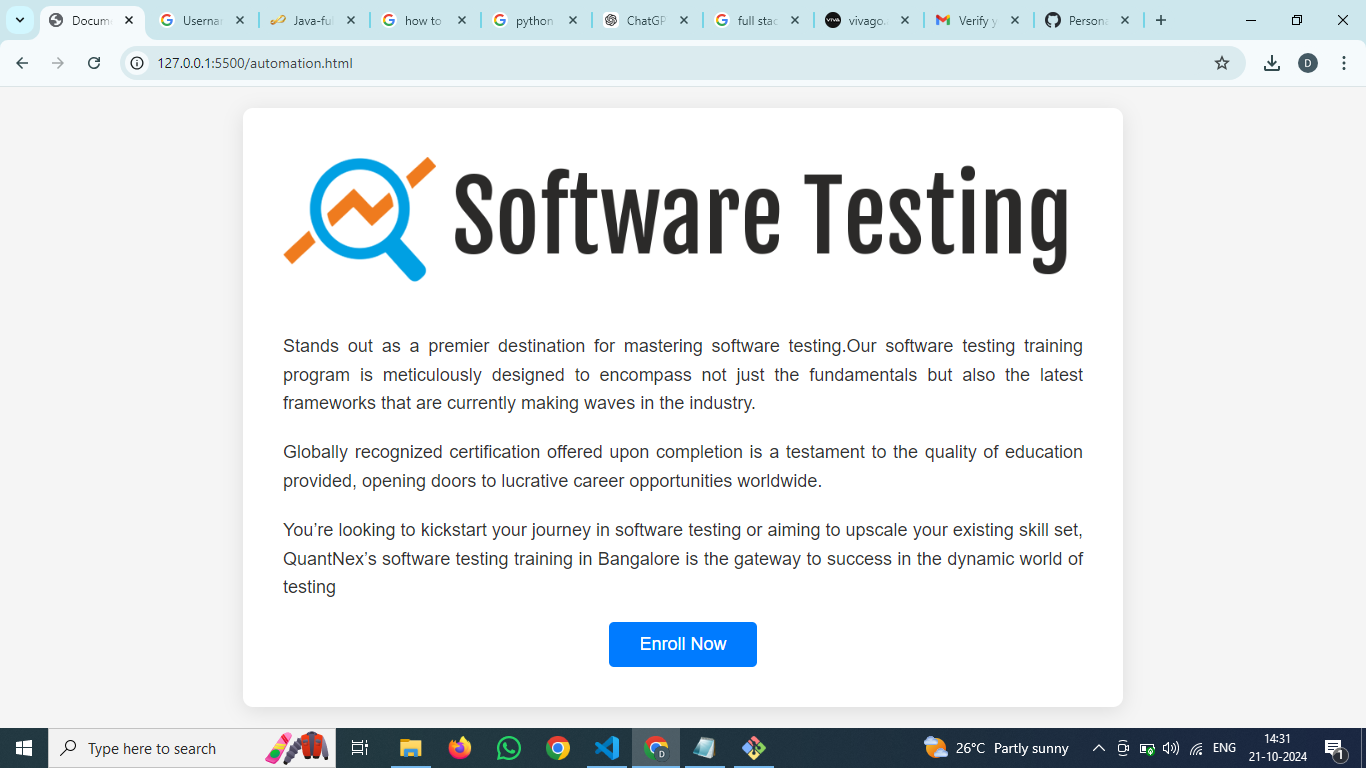 Docum
Usernar
Java-ful
how to
python
ChatGP
full stac
vivago.
Verify y
Persona
127.0.0.1:5500/automation.html
D
Software Testing
Stands out as a premier destination for mastering software testing.Our software testing training
program is meticulously designed to encompass not just the fundamentals but also the latest
frameworks that are currently making waves in the industry.
Globally recognized certification offered upon completion is a testament to the quality of education
provided, opening doors to lucrative career opportunities worldwide.
You’re looking to kickstart your journey in software testing or aiming to upscale your existing skill set,
QuantNex’s software testing training in Bangalore is the gateway to success in the dynamic world of
testing
Enroll Now
Type here to search
D
26°C Partly sunny
ENG
14:31
21-10-2024
1